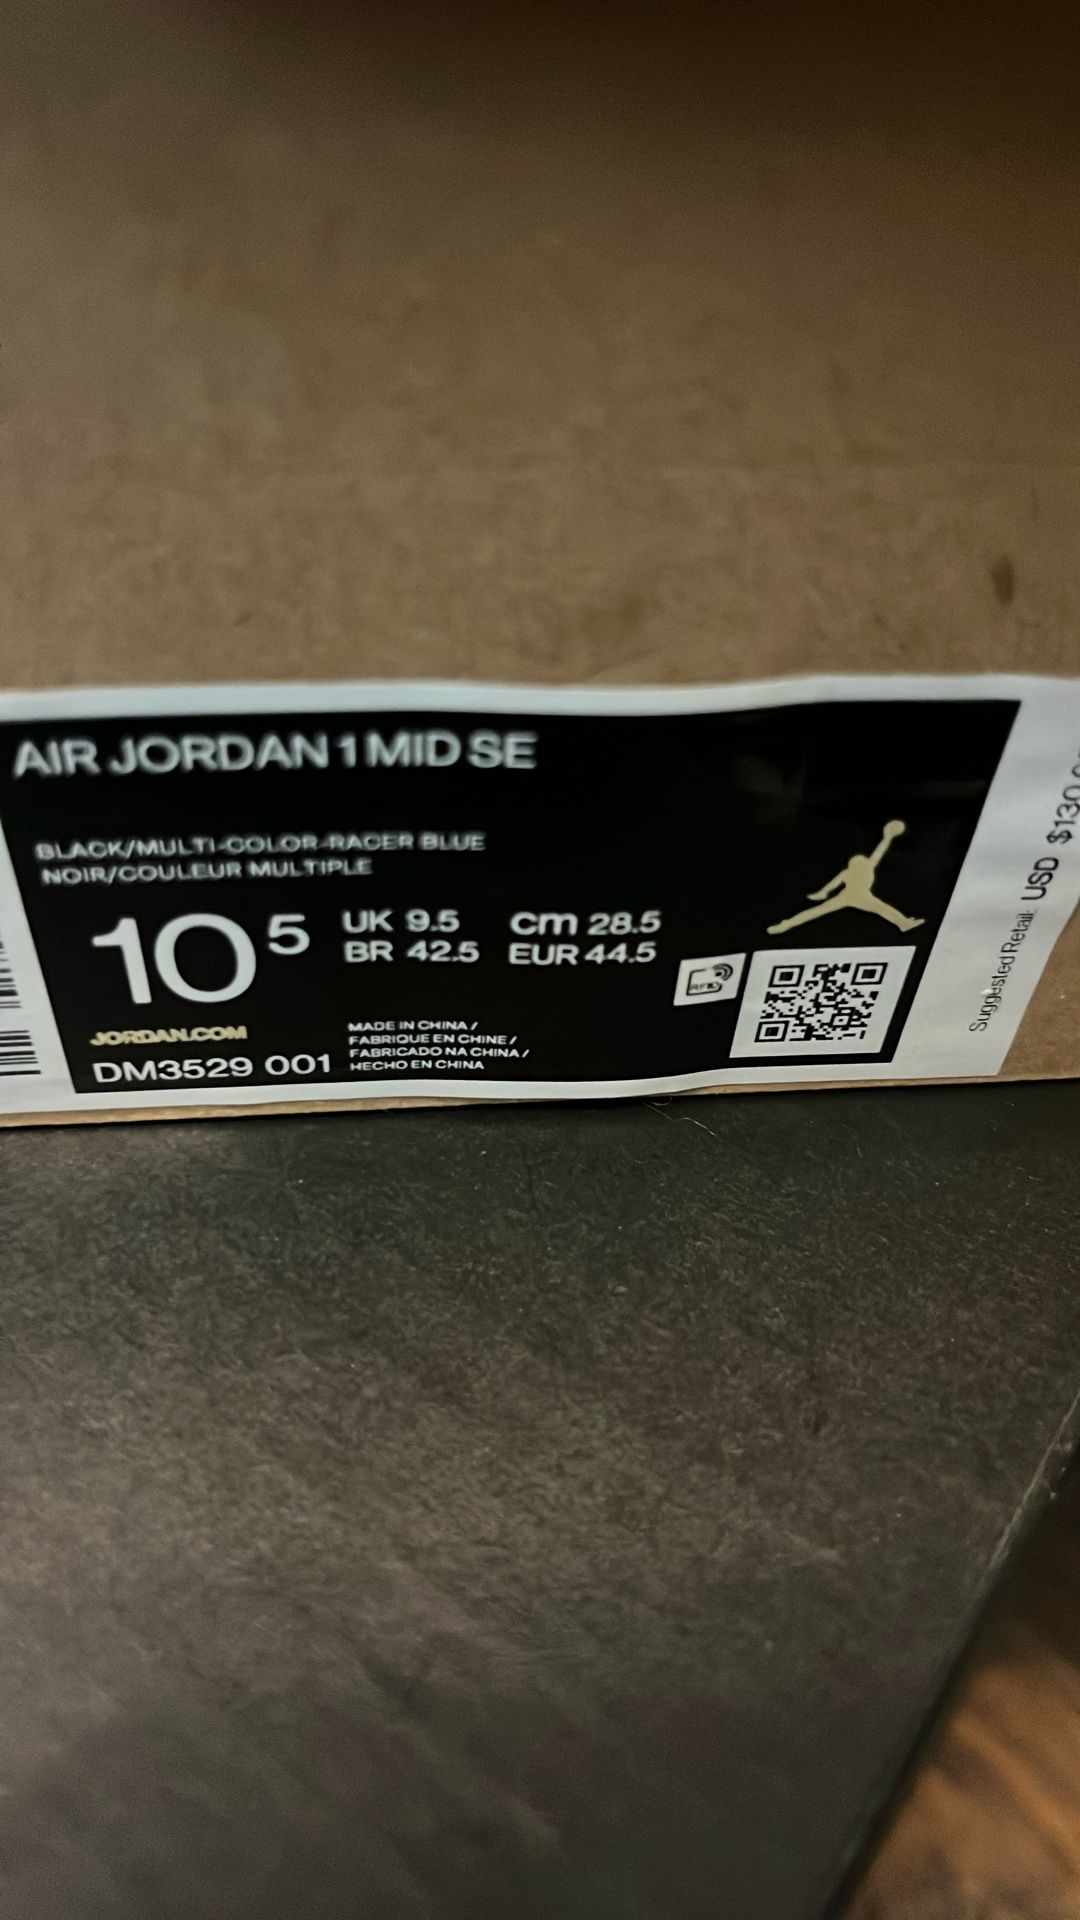 AIR JORDAN 1 MID SE
BLACK/MULTI-COLOR-RACER BLUE
NOIR/COULEUR MULTIPLE
10 5
UK 9.5 cm 28.5
BR 42.5 EUR 44.5
RFID
JORDAN.COM
DM3529 001
MADE IN CHINA /
FABRIQUE EN CHINE /
FABRICADO NA CHINA /
HECHO EN CHINA
Suggested Retail: USD $130.